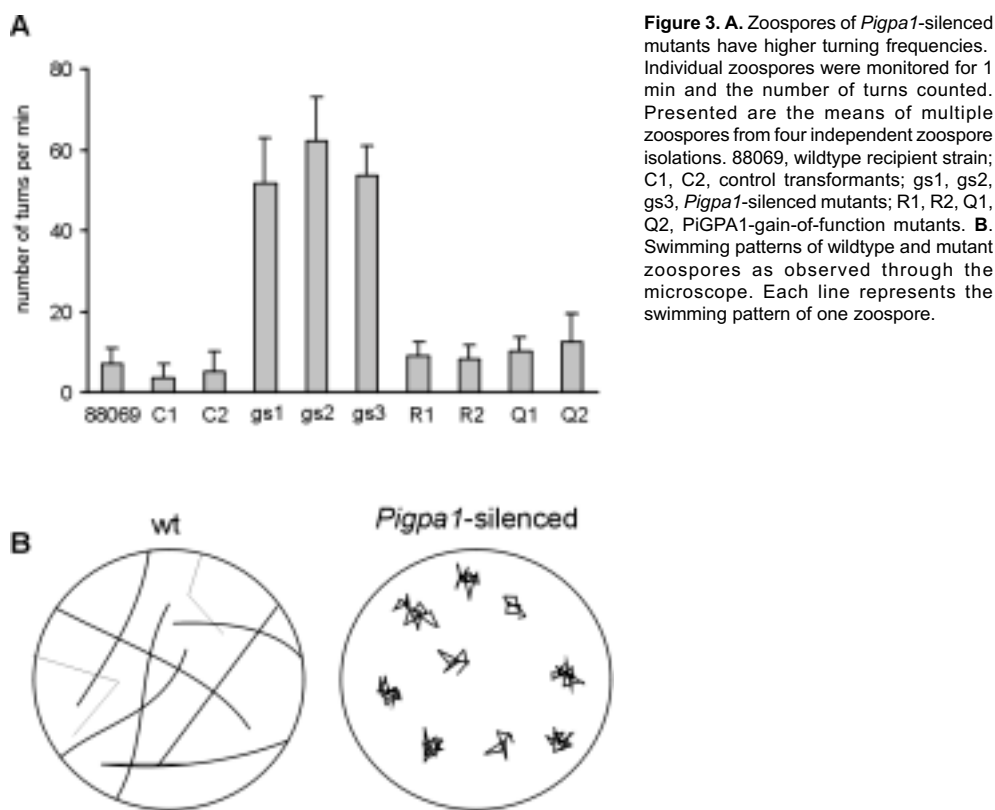 A
80
60
40
20
0
number of turns per min
88069 C1 C2 gs1 gs2 gs3 R1 R2 Q1 Q2
Figure 3. A. Zoospores of Pigpa1-silenced
mutants have higher turning frequencies.
Individual zoospores were monitored for 1
min and the number of turns counted.
Presented are the means of multiple
zoospores from four independent zoospore
isolations. 88069, wildtype recipient strain;
C1, C2, control transformants; gs1, gs2,
gs3, Pigpa1-silenced mutants; R1, R2, Q1,
Q2, PiGPA1-gain-of-function mutants. B.
Swimming patterns of wildtype and mutant
zoospores as observed through the
microscope. Each line represents the
swimming pattern of one zoospore.
B
wt
Pigpa1-silenced